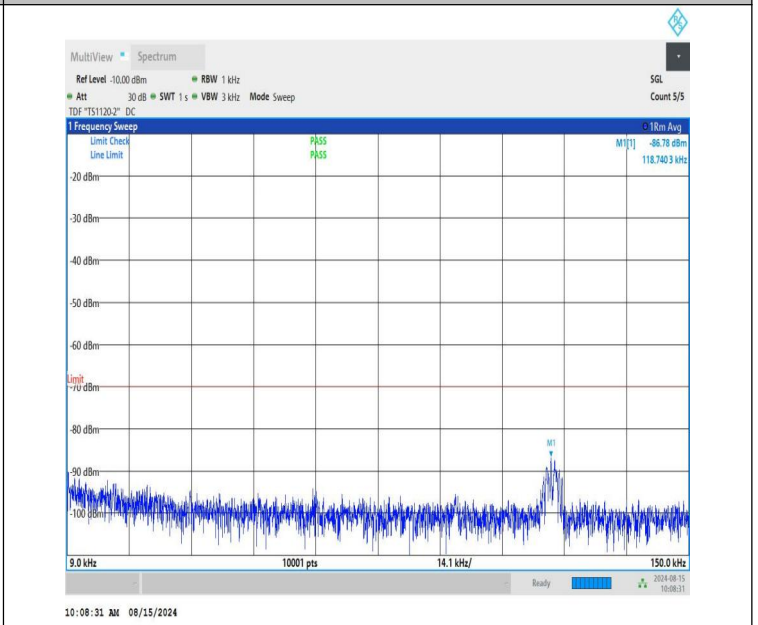 MultiView Spectrum
Ref Level -10.00 dBm RBW 1 kHz SGL
Att 30 dB SWT 1 s VBW 3 kHz Mode Sweep Count 5/5
TDF "TS1120-2" DC
1 Frequency Sweep 1Rm Avg
Limit Check PASS M1[1] -86.78 dBm
Line Limit PASS 118.740 3 kHz
-20 dBm
-30 dBm
-40 dBm
-50 dBm
-60 dBm
Limit
-70 dBm
-80 dBm
M1
-90 dBm
-100 dBm
9.0 kHz 10001 pts 14.1 kHz/ 150.0 kHz
Ready 2024-08-15
10:08:31
10:08:31 AM 08/15/2024